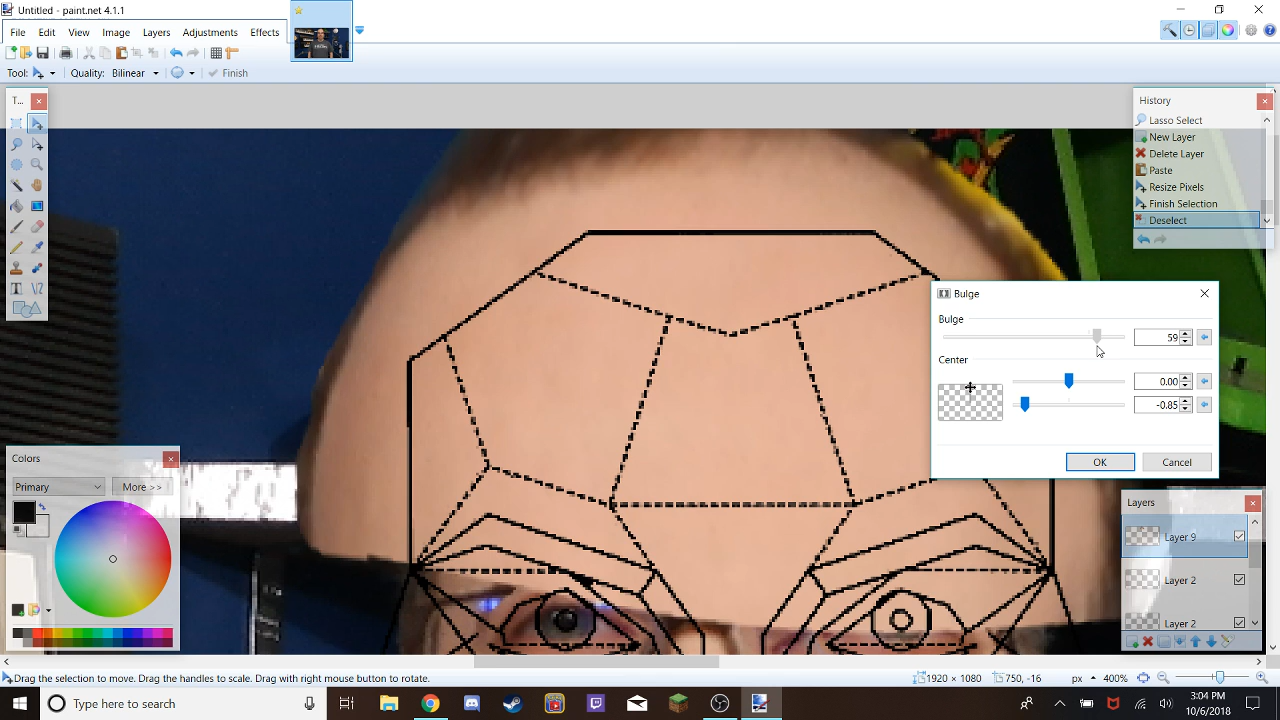 Untitled - paint.net 4.1.1
File Edit View Image Layers Adjustments Effects
Tool: Quality: Bilinear Finish
T...
History
Lasso Select
New Layer
Delete Layer
Paste
Resize Pixels
Finish Selection
Deselect
Bulge
Bulge
59
Center
0.00
-0.85
OK Cancel
Colors
Primary More >>
Layers
Layer 9
Layer 2
Layer 2
Drag the selection to move. Drag the handles to scale. Drag with right mouse button to rotate. 1920 × 1080 750, -16 px 400%
Type here to search
3:04 PM
10/6/2018